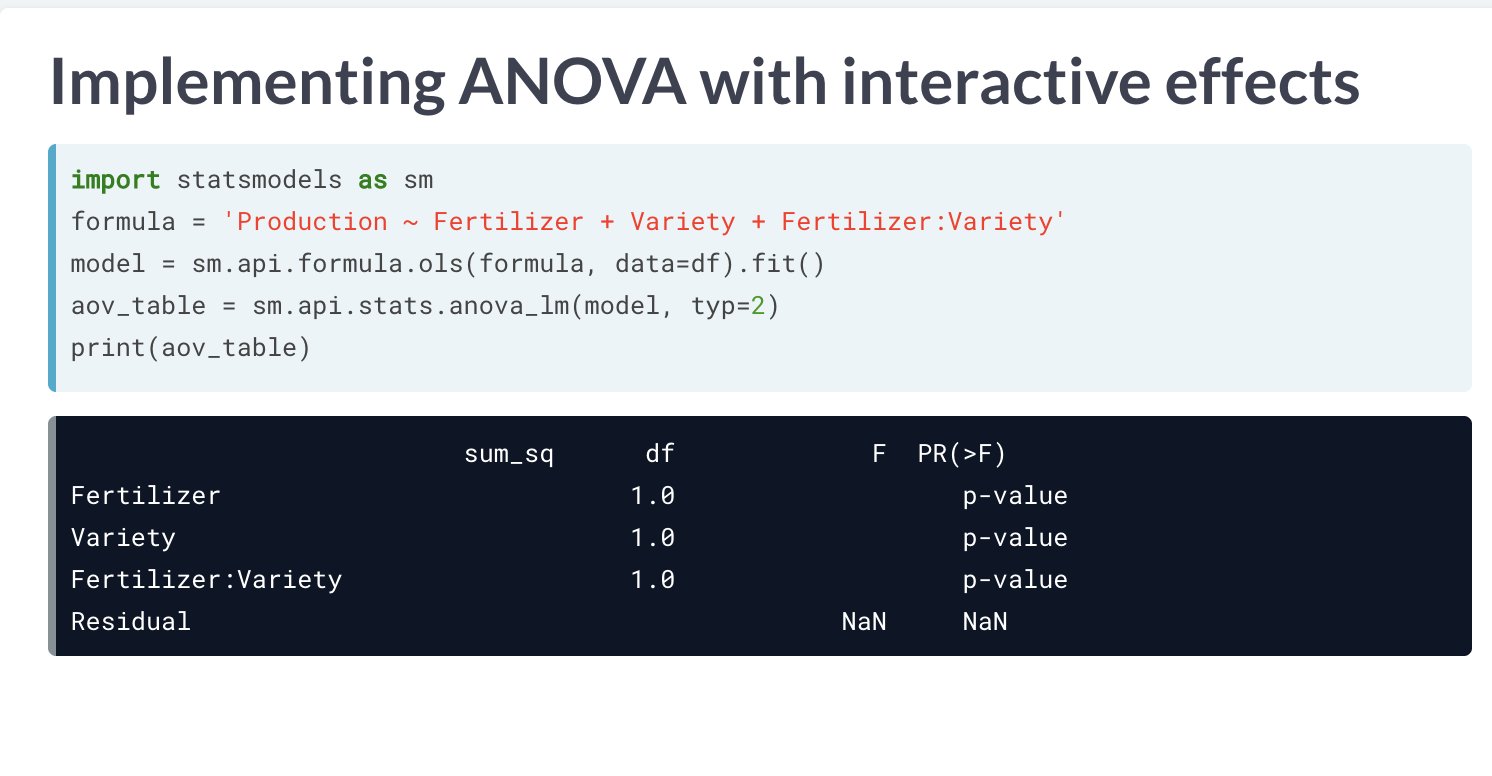 Implementing ANOVA with interactive effects
import statsmodels as sm
formula = 'Production ~ Fertilizer + Variety + Fertilizer:Variety'
model = sm.api.formula.ols(formula, data=df).fit()
aov_table = sm.api.stats.anova_lm(model, typ=2)
print(aov_table)
sum_sq df F PR(>F)
Fertilizer 1.0 p-value
Variety 1.0 p-value
Fertilizer:Variety 1.0 p-value
Residual NaN NaN